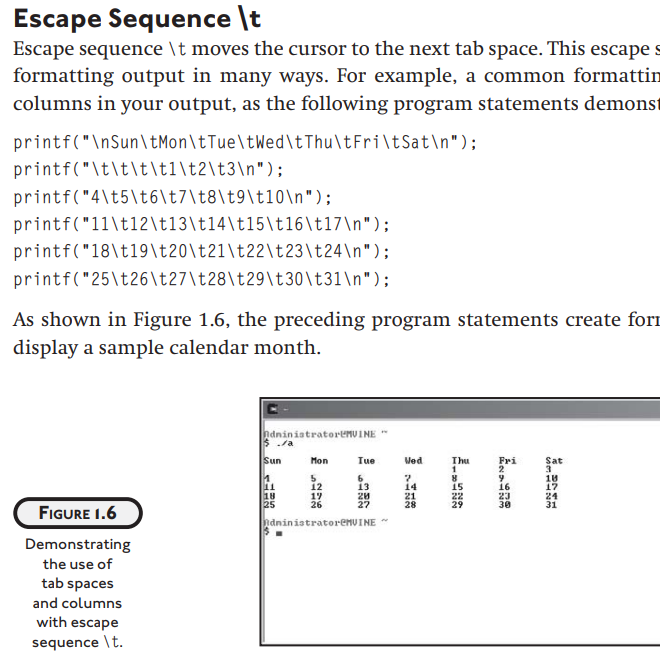 Escape Sequence \t
Escape sequence \t moves the cursor to the next tab space. This escape s
formatting output in many ways. For example, a common formattin
columns in your output, as the following program statements demonst
printf("\nSun\tMon\tTue\tWed\tThu\tFri\tSat\n");
printf("\t\t\t\t1\t2\t3\n");
printf("4\t5\t6\t7\t8\t9\t10\n");
printf("11\t12\t13\t14\t15\t16\t17\n");
printf("18\t19\t20\t21\t22\t23\t24\n");
printf("25\t26\t27\t28\t29\t30\t31\n");
As shown in Figure 1.6, the preceding program statements create for
display a sample calendar month.
Administrator@MVINE ~
$ ./a
Sun Mon Tue Wed Thu Fri Sat
1 2 3
4 5 6 7 8 9 10
11 12 13 14 15 16 17
18 19 20 21 22 23 24
25 26 27 28 29 30 31
Administrator@MVINE ~
$
FIGURE 1.6
Demonstrating
the use of
tab spaces
and columns
with escape
sequence \t.